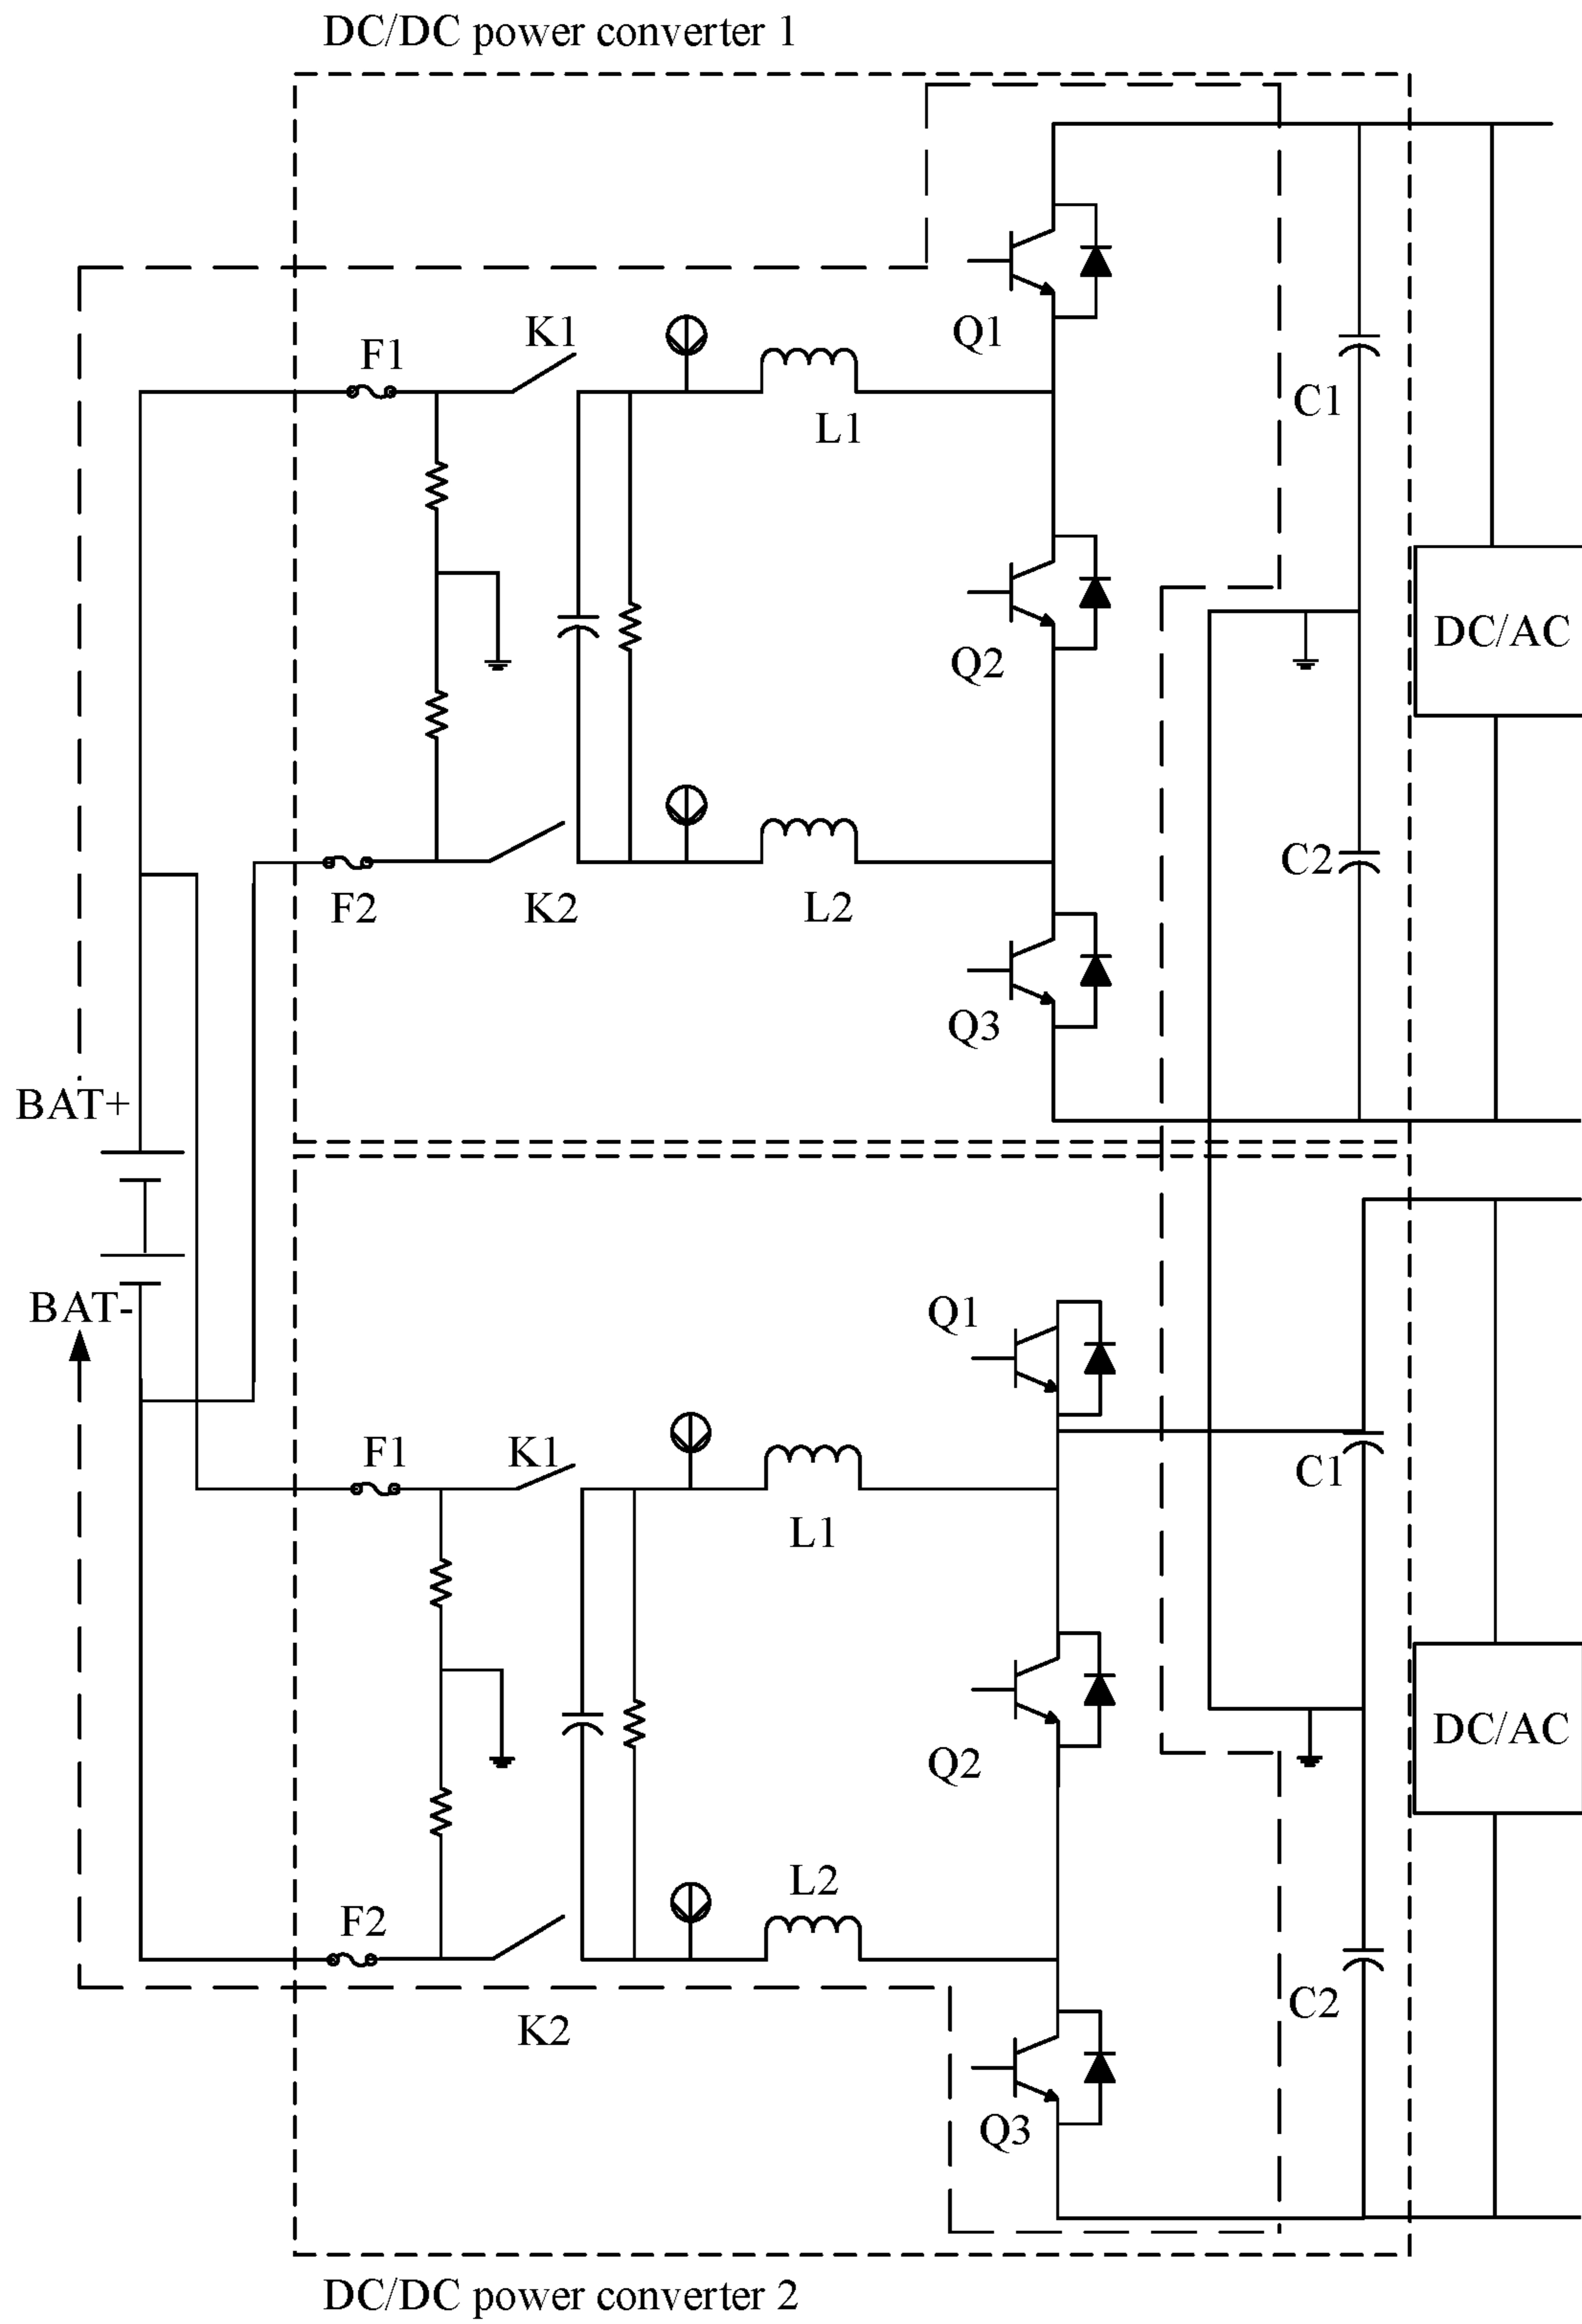 DC/DC power converter 1
K1
F1
Q1
C1
L1
DC/AC
Q2
C2
F2
K2
L2
Q3
BAT+
BAT-
Q1
F1
K1
C1
L1
DC/AC
Q2
L2
F2
C2
K2
Q3
DC/DC power converter 2